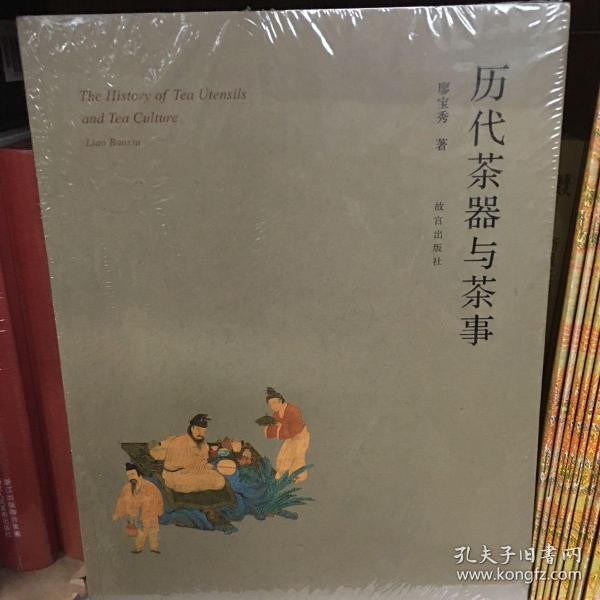 The History of Tea Utensils
and Tea Culture
Liao Baoxiu
历代茶器与茶事
廖宝秀 著
故宫出版社
孔夫子旧书网
www.kongfz.com